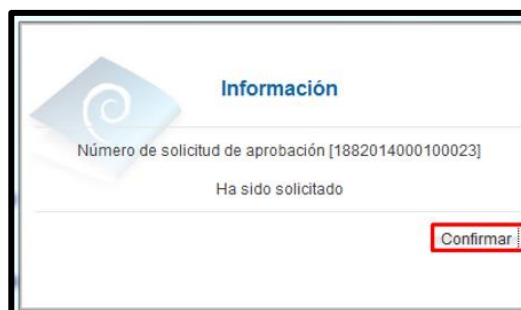 Información
Número de solicitud de aprobación [1882014000100023]
Ha sido solicitado
Confirmar